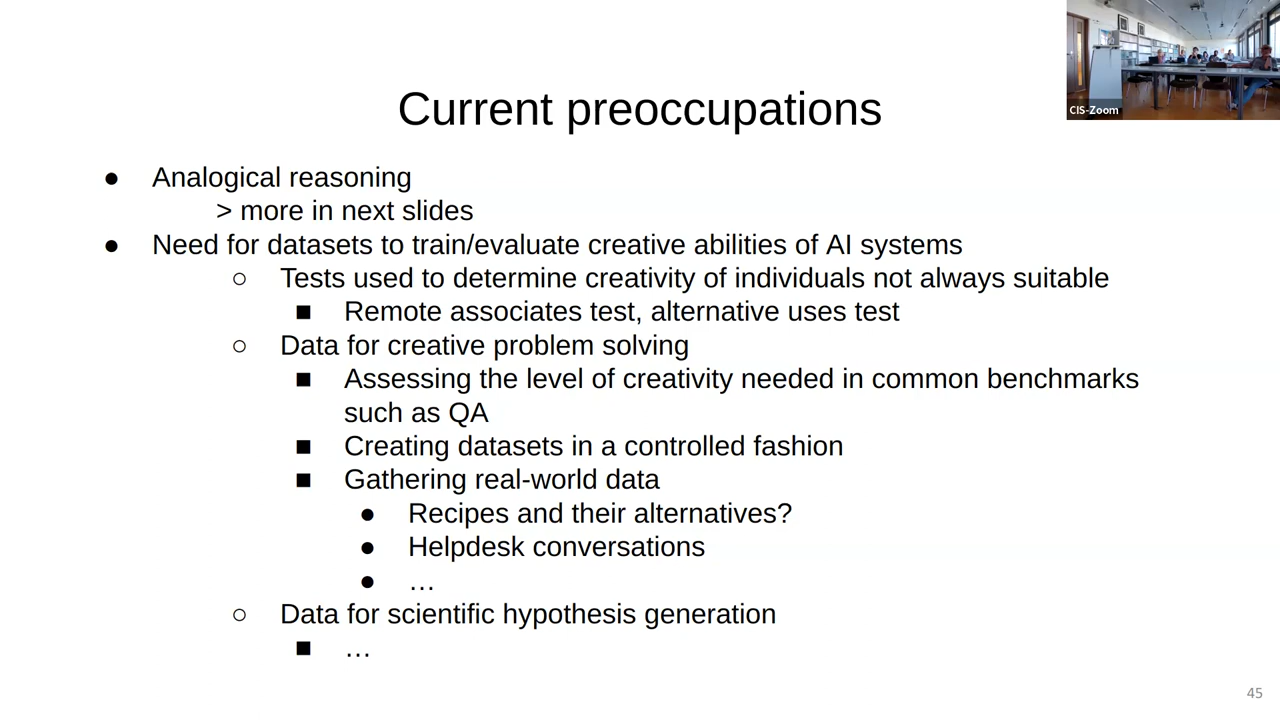 CIS-Zoom
Current preoccupations
● Analogical reasoning
> more in next slides
● Need for datasets to train/evaluate creative abilities of AI systems
○ Tests used to determine creativity of individuals not always suitable
■ Remote associates test, alternative uses test
○ Data for creative problem solving
■ Assessing the level of creativity needed in common benchmarks
such as QA
■ Creating datasets in a controlled fashion
■ Gathering real-world data
● Recipes and their alternatives?
● Helpdesk conversations
● …
○ Data for scientific hypothesis generation
■ …
45